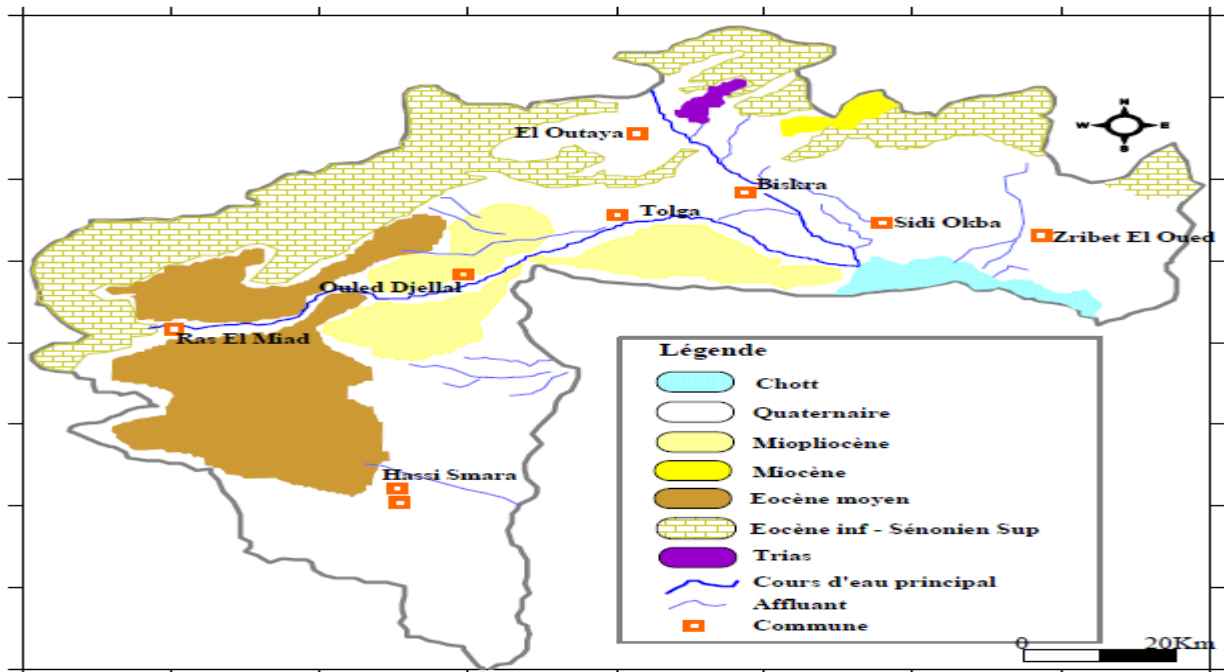 N
W E
S
El Outaya
Biskra
Tolga
Sidi Okba
Zribet El Oued
Ouled Djellal
Ras El Miad
Hassi Smara
Légende
Chott
Quaternaire
Miopliocène
Miocène
Eocène moyen
Eocène inf - Sénonien Sup
Trias
Cours d'eau principal
Affluant
Commune
0 20Km